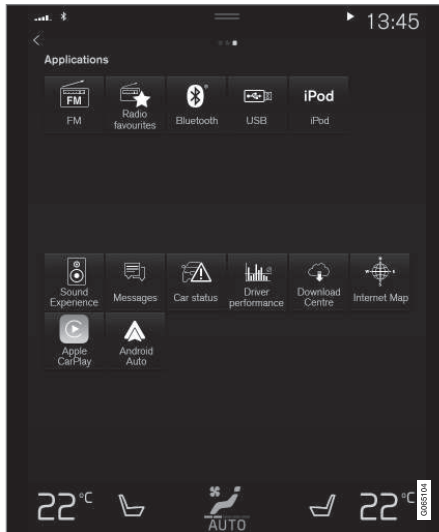 13:45
Applications
FM
FM
Radio
favourites
Bluetooth
USB
iPod
iPod
Sound
Experience
Messages
Car status
Driver
performance
Download
Centre
Internet Map
Apple
CarPlay
Android
Auto
22°C
AUTO
22°C
G065104